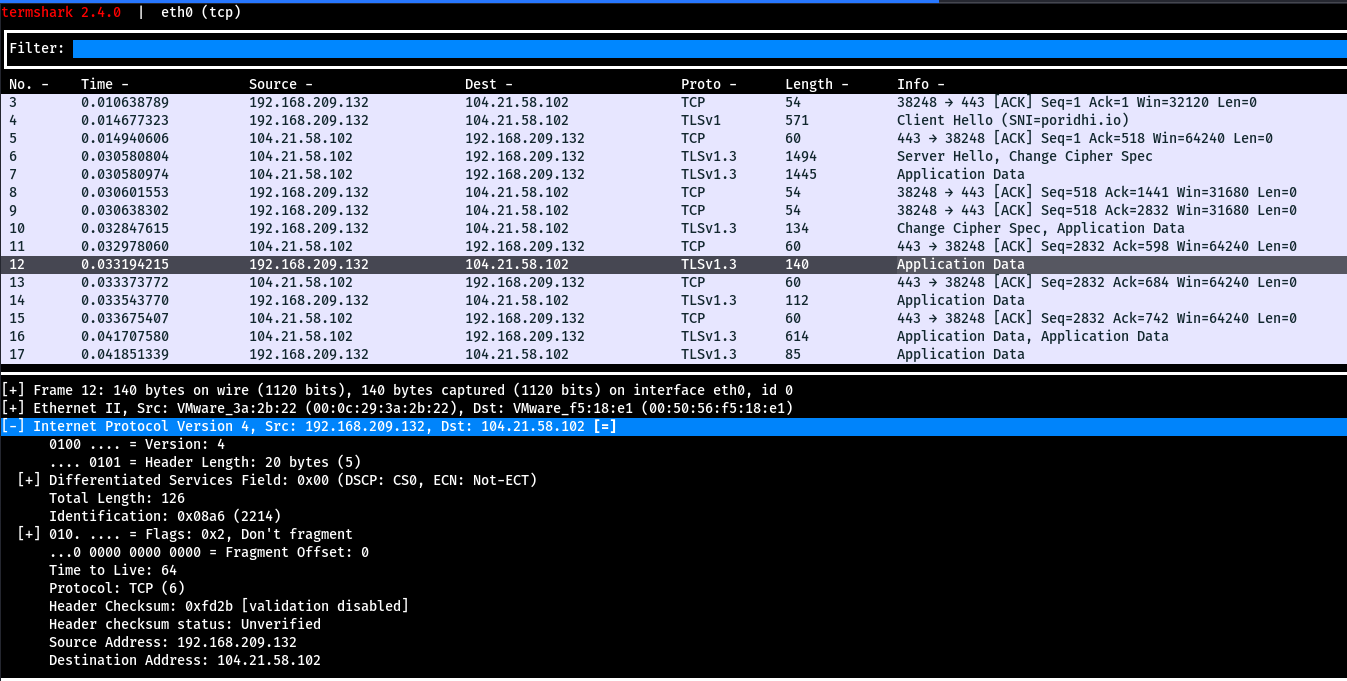 termshark 2.4.0 | eth0 (tcp)
Filter:
No. - Time - Source - Dest - Proto - Length - Info -
3 0.010638789 192.168.209.132 104.21.58.102 TCP 54 38248 → 443 [ACK] Seq=1 Ack=1 Win=32120 Len=0
4 0.014677323 192.168.209.132 104.21.58.102 TLSv1 571 Client Hello (SNI=poridhi.io)
5 0.014940606 104.21.58.102 192.168.209.132 TCP 60 443 → 38248 [ACK] Seq=1 Ack=518 Win=64240 Len=0
6 0.030580804 104.21.58.102 192.168.209.132 TLSv1.3 1494 Server Hello, Change Cipher Spec
7 0.030580974 104.21.58.102 192.168.209.132 TLSv1.3 1445 Application Data
8 0.030601553 192.168.209.132 104.21.58.102 TCP 54 38248 → 443 [ACK] Seq=518 Ack=1441 Win=31680 Len=0
9 0.030638302 192.168.209.132 104.21.58.102 TCP 54 38248 → 443 [ACK] Seq=518 Ack=2832 Win=31680 Len=0
10 0.032847615 192.168.209.132 104.21.58.102 TLSv1.3 134 Change Cipher Spec, Application Data
11 0.032978060 104.21.58.102 192.168.209.132 TCP 60 443 → 38248 [ACK] Seq=2832 Ack=598 Win=64240 Len=0
12 0.033194215 192.168.209.132 104.21.58.102 TLSv1.3 140 Application Data
13 0.033373772 104.21.58.102 192.168.209.132 TCP 60 443 → 38248 [ACK] Seq=2832 Ack=684 Win=64240 Len=0
14 0.033543770 192.168.209.132 104.21.58.102 TLSv1.3 112 Application Data
15 0.033675407 104.21.58.102 192.168.209.132 TCP 60 443 → 38248 [ACK] Seq=2832 Ack=742 Win=64240 Len=0
16 0.041707580 104.21.58.102 192.168.209.132 TLSv1.3 614 Application Data, Application Data
17 0.041851339 192.168.209.132 104.21.58.102 TLSv1.3 85 Application Data
[+] Frame 12: 140 bytes on wire (1120 bits), 140 bytes captured (1120 bits) on interface eth0, id 0
[+] Ethernet II, Src: VMware_3a:2b:22 (00:0c:29:3a:2b:22), Dst: VMware_f5:18:e1 (00:50:56:f5:18:e1)
[-] Internet Protocol Version 4, Src: 192.168.209.132, Dst: 104.21.58.102 [=]
0100 .... = Version: 4
.... 0101 = Header Length: 20 bytes (5)
[+] Differentiated Services Field: 0x00 (DSCP: CS0, ECN: Not-ECT)
Total Length: 126
Identification: 0x08a6 (2214)
[+] 010. .... = Flags: 0x2, Don't fragment
...0 0000 0000 0000 = Fragment Offset: 0
Time to Live: 64
Protocol: TCP (6)
Header Checksum: 0xfd2b [validation disabled]
Header checksum status: Unverified
Source Address: 192.168.209.132
Destination Address: 104.21.58.102